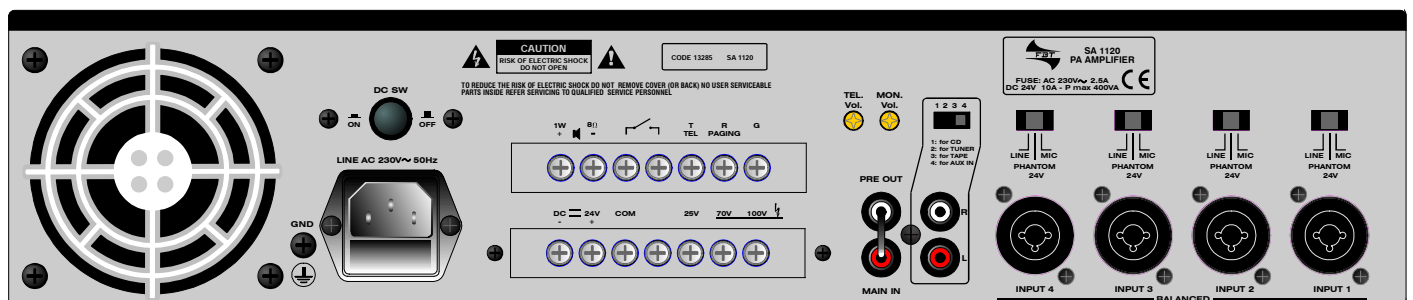 CAUTION
RISK OF ELECTRIC SHOCK
DO NOT OPEN
CODE 13285 SA 1120
TO REDUCE THE RISK OF ELECTRIC SHOCK DO NOT REMOVE COVER (OR BACK) NO USER SERVICEABLE
PARTS INSIDE REFER SERVICING TO QUALIFIED SERVICE PERSONNEL
FBT
SA 1120
PA AMPLIFIER
FUSE: AC 230V~ 2.5A
DC 24V 10A - P max 400VA
CE
DC SW
ON
OFF
LINE AC 230V~ 50Hz
GND
1W
+
8Ω
-
T
TEL
R
PAGING
G
DC
-
24V
+
COM
25V
70V
100V
TEL.
Vol.
MON.
Vol.
1 2 3 4
1: for CD
2: for TUNER
3: for TAPE
4: for AUX IN
PRE OUT
MAIN IN
R
L
LINE MIC
PHANTOM
24V
LINE MIC
PHANTOM
24V
LINE MIC
PHANTOM
24V
LINE MIC
PHANTOM
24V
INPUT 4
INPUT 3
INPUT 2
INPUT 1
BALANCED